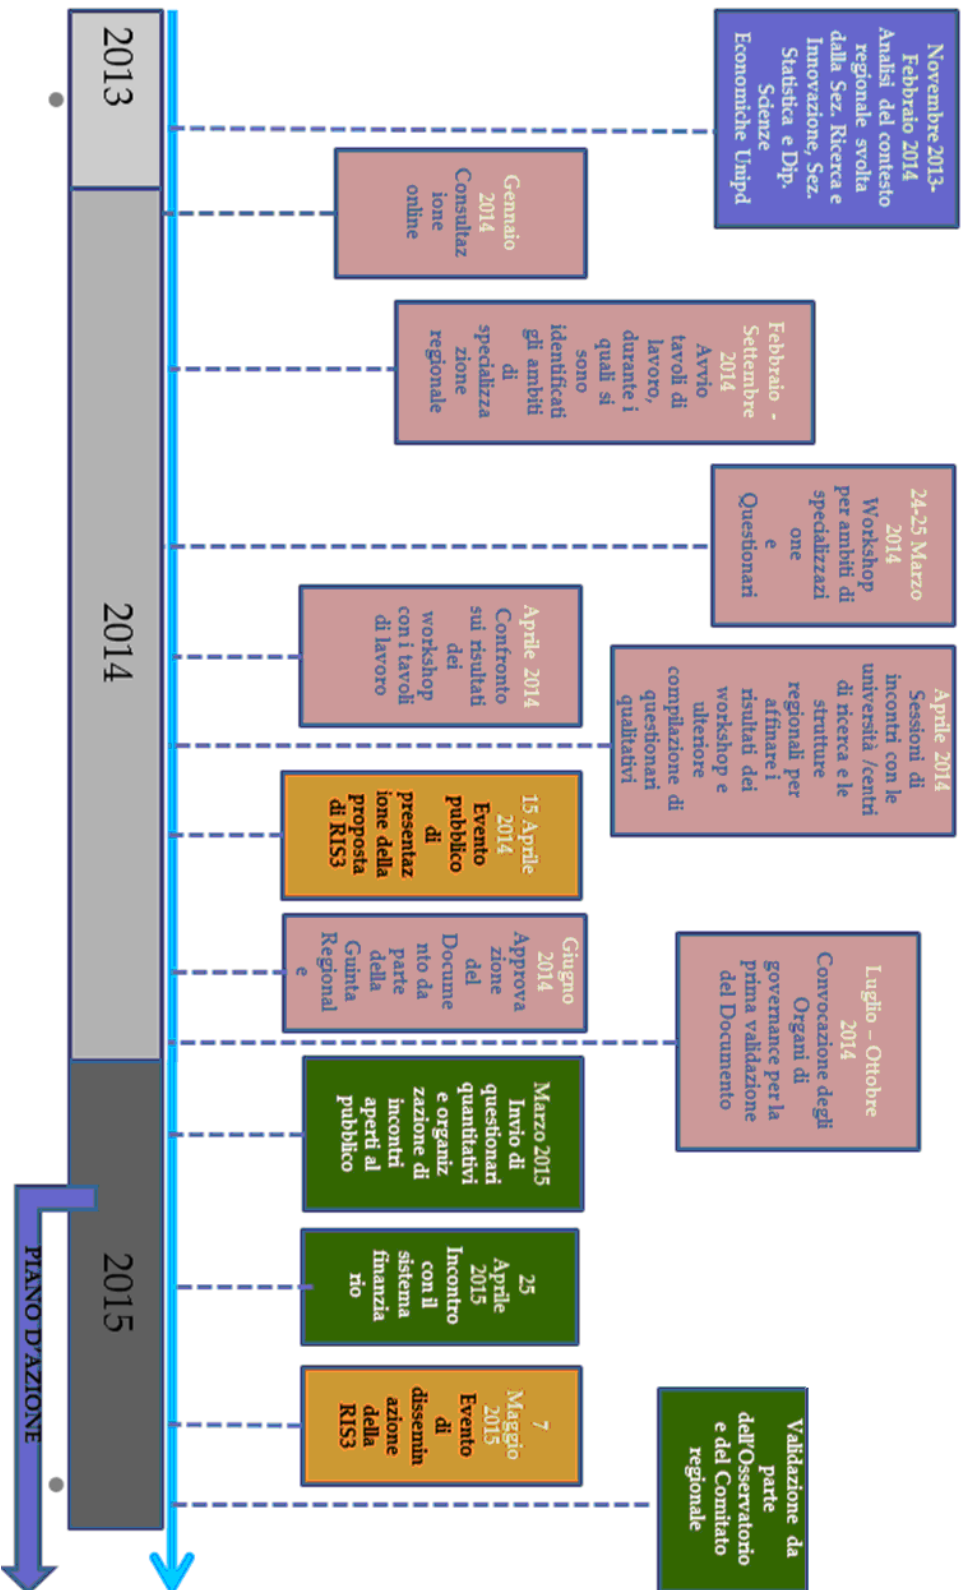 Novembre 2013-
Febbraio 2014
Analisi del contesto
regionale svolta
dalla Sez. Ricerca e
Innovazione, Sez.
Statistica e Dip.
Scienze
Economiche Unipd
Gennaio
2014
Consultaz
ione
online
Febbraio -
Settembre
2014
Avvio
tavoli di
lavoro,
durante i
quali si
sono
identificati
gli ambiti
di
specializza
zione
regionale
24-25 Marzo
2014
Workshop
per ambiti di
specializzazi
one
e
Questionari
Aprile 2014
Confronto
sui risultati
dei
workshop
con i tavoli
di lavoro
Aprile 2014
Sessioni di
incontri con le
università /centri
di ricerca e le
strutture
regionali per
affinare i
risultati dei
workshop e
ulteriore
compilazione di
questionari
qualitativi
15 Aprile
2014
Evento
pubblico
di
presentaz
ione della
proposta
di RIS3
Giugno
2014
Approva
zione
del
Docume
nto da
parte
della
Guinta
Regional
e
Luglio – Ottobre
2014
Convocazione degli
Organi di
governance per la
prima validazione
del Documento
Marzo 2015
Invio di
questionari
quantitativi
e organiz
zazione di
incontri
aperti al
pubblico
25
Aprile
2015
Incontro
con il
sistema
finanzia
rio
7
Maggio
2015
Evento
di
dissemin
azione
della
RIS3
Validazione da
parte
dell'Osservatorio
e del Comitato
regionale
2013
2014
2015
PIANO D'AZIONE